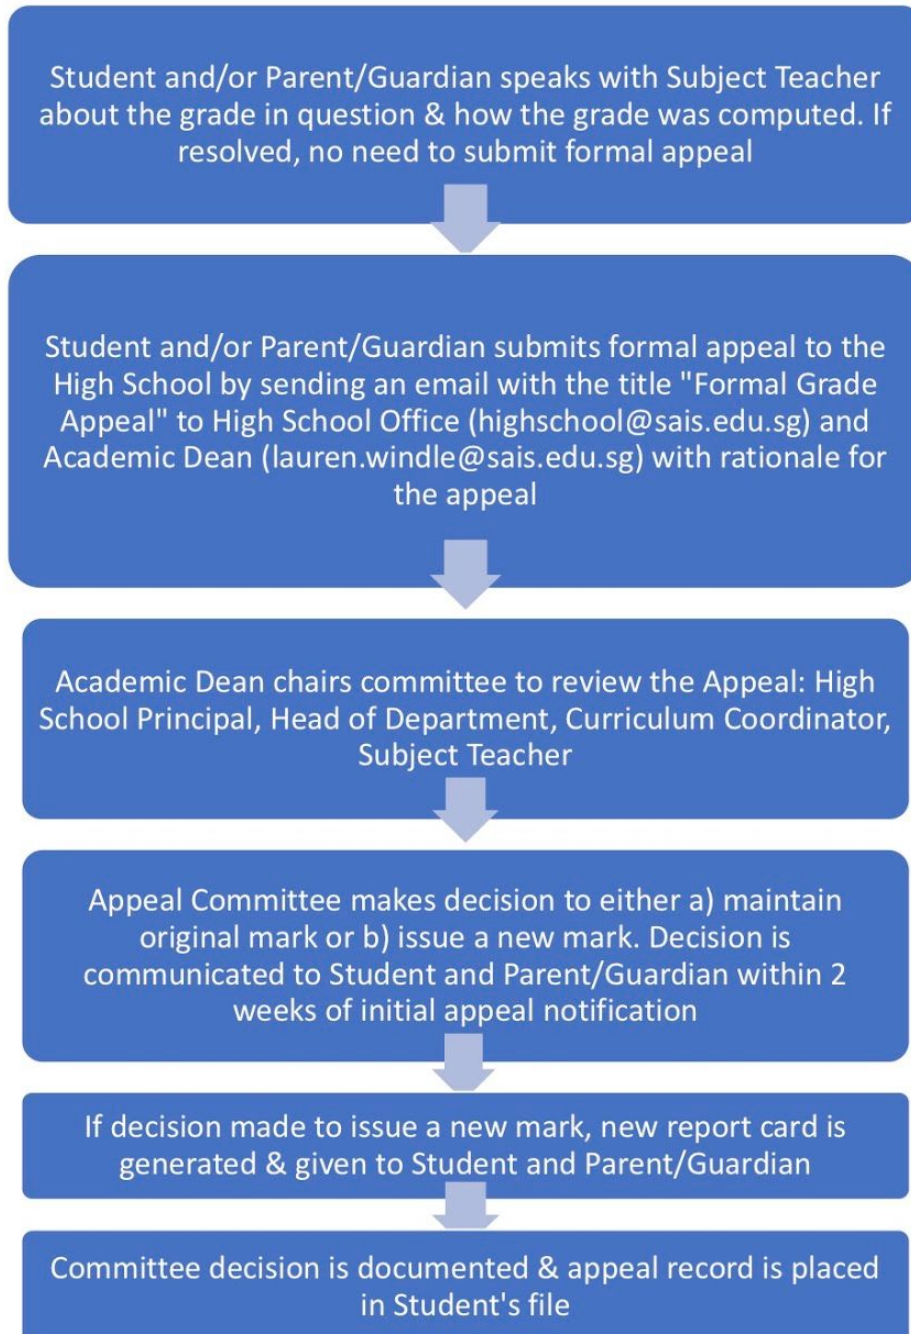 Student and/or Parent/Guardian speaks with Subject Teacher
about the grade in question & how the grade was computed. If
resolved, no need to submit formal appeal
Student and/or Parent/Guardian submits formal appeal to the
High School by sending an email with the title "Formal Grade
Appeal" to High School Office (highschool@sais.edu.sg) and
Academic Dean (lauren.windle@sais.edu.sg) with rationale for
the appeal
Academic Dean chairs committee to review the Appeal: High
School Principal, Head of Department, Curriculum Coordinator,
Subject Teacher
Appeal Committee makes decision to either a) maintain
original mark or b) issue a new mark. Decision is
communicated to Student and Parent/Guardian within 2
weeks of initial appeal notification
If decision made to issue a new mark, new report card is
generated & given to Student and Parent/Guardian
Committee decision is documented & appeal record is placed
in Student's file